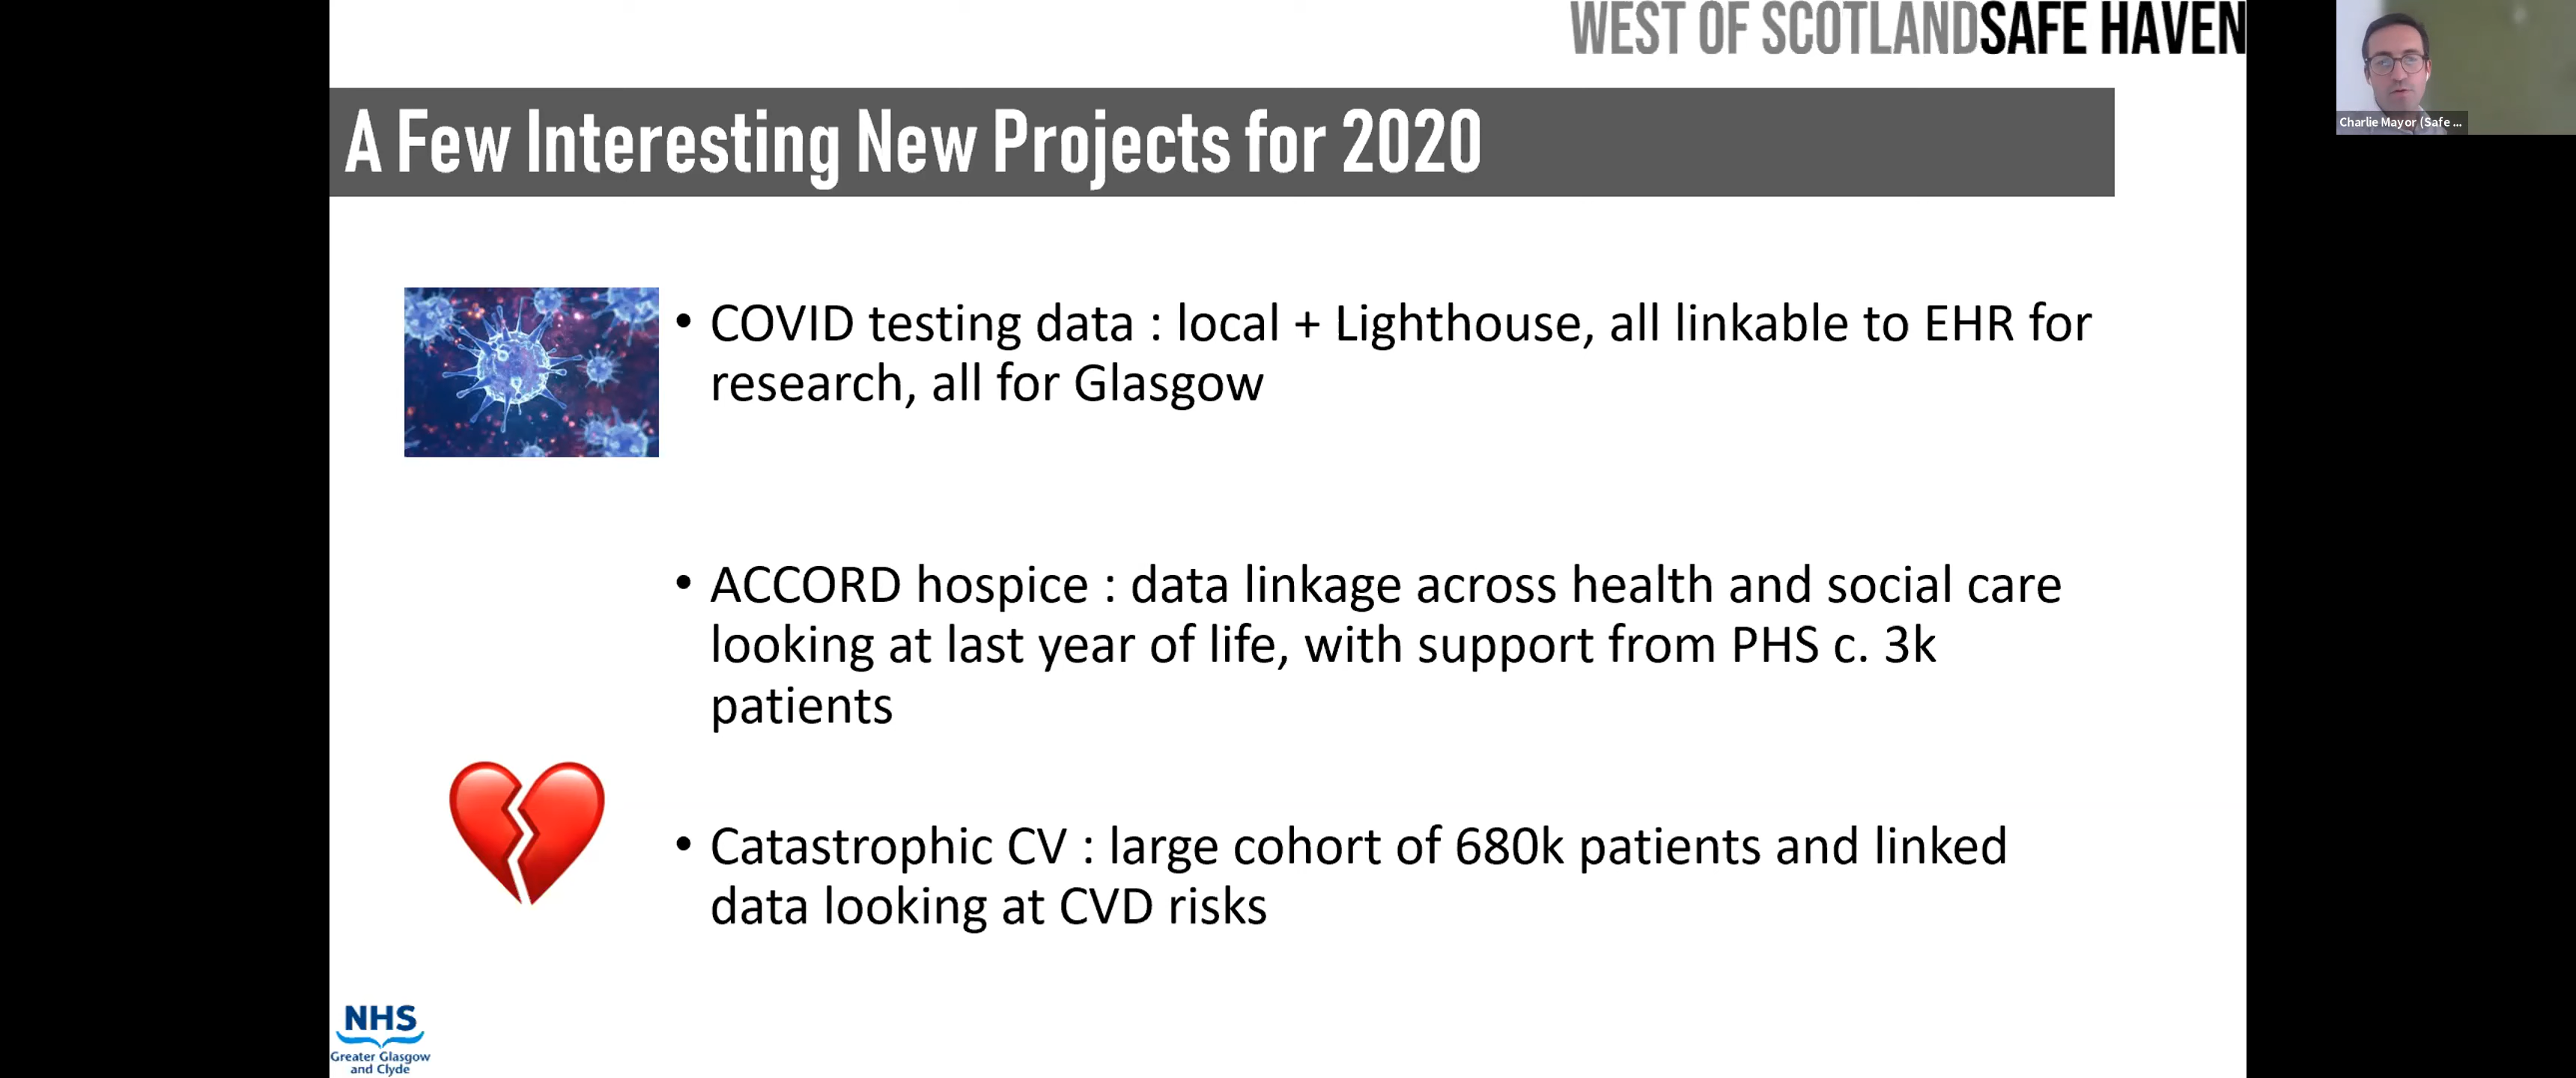 WEST OF SCOTLANDSAFE HAVEN
Charlie Mayor (Safe ...
A Few Interesting New Projects for 2020
• COVID testing data : local + Lighthouse, all linkable to EHR for
research, all for Glasgow
• ACCORD hospice : data linkage across health and social care
looking at last year of life, with support from PHS c. 3k
patients
• Catastrophic CV : large cohort of 680k patients and linked
data looking at CVD risks
NHS
Greater Glasgow
and Clyde